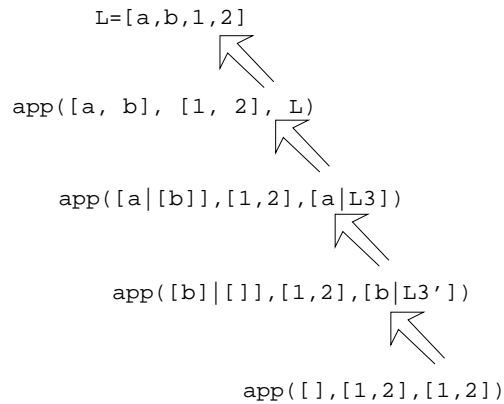 L=[a,b,1,2]
app([a, b], [1, 2], L)
app([a|[b]],[1,2],[a|L3])
app([b]|[]],[1,2],[b|L3'])
app([],[1,2],[1,2])